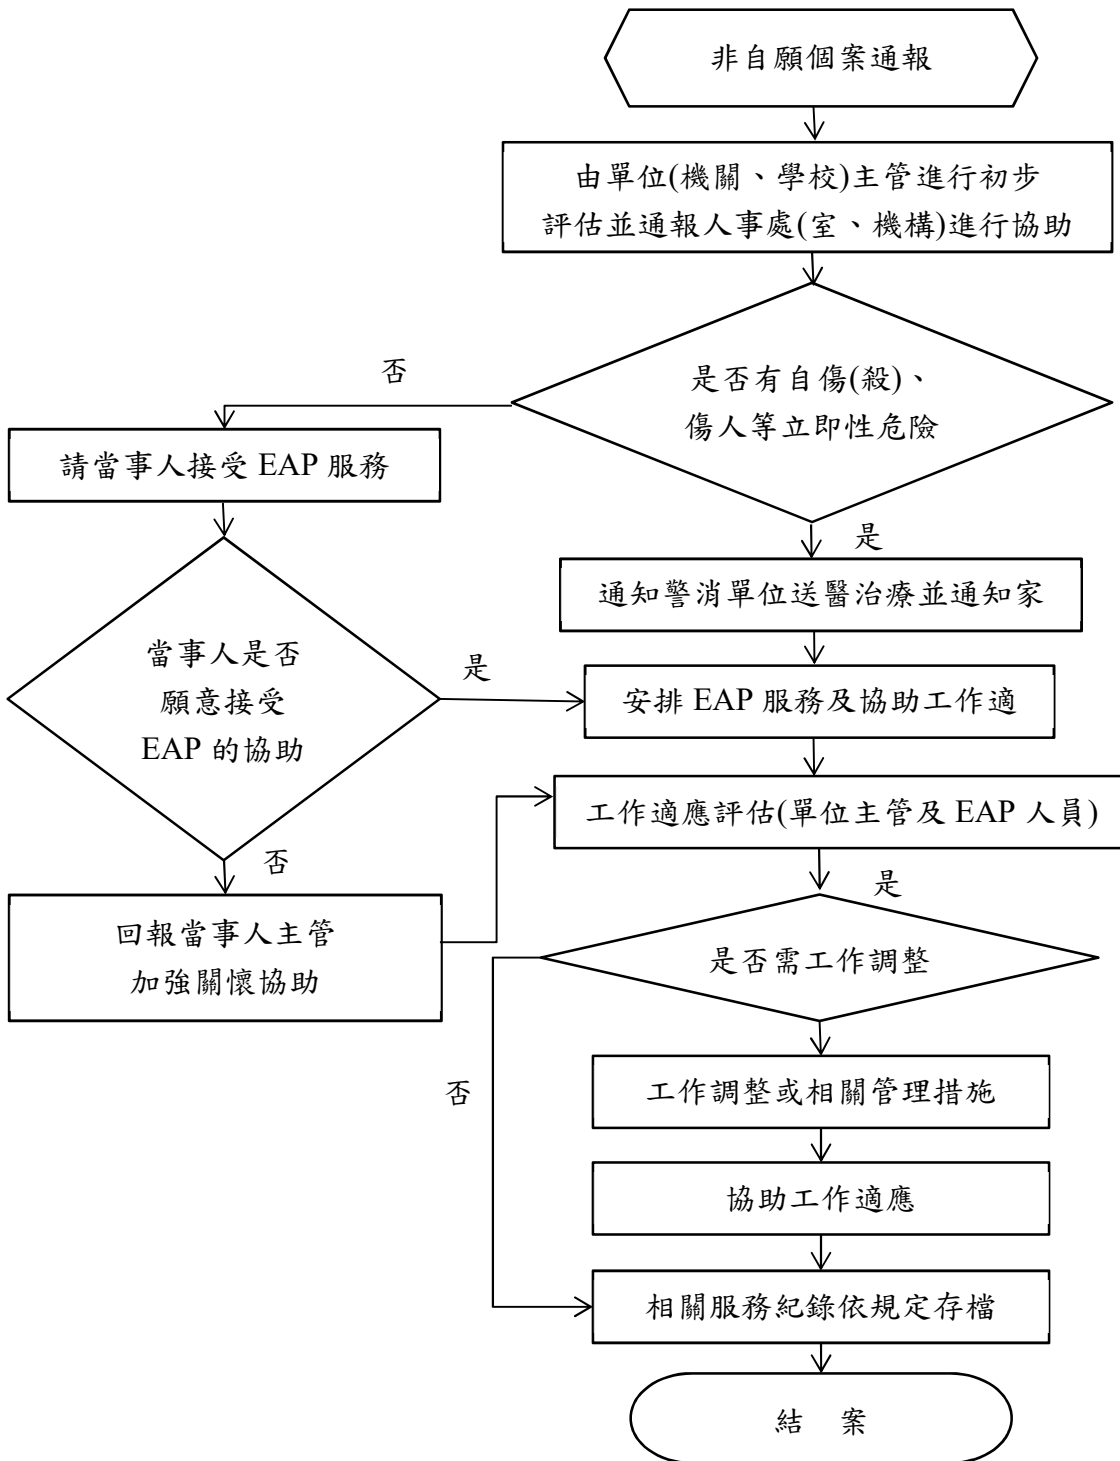 非自願個案通報
由單位(機關、學校)主管進行初步
評估並通報人事處(室、機構)進行協助
是否有自傷(殺)、
傷人等立即性危險
否
請當事人接受 EAP 服務
是
通知警消單位送醫治療並通知家
當事人是否
願意接受
EAP 的協助
是
安排 EAP 服務及協助工作適
工作適應評估(單位主管及 EAP 人員)
否
是
回報當事人主管
加強關懷協助
是否需工作調整
否
工作調整或相關管理措施
協助工作適應
相關服務紀錄依規定存檔
結 案